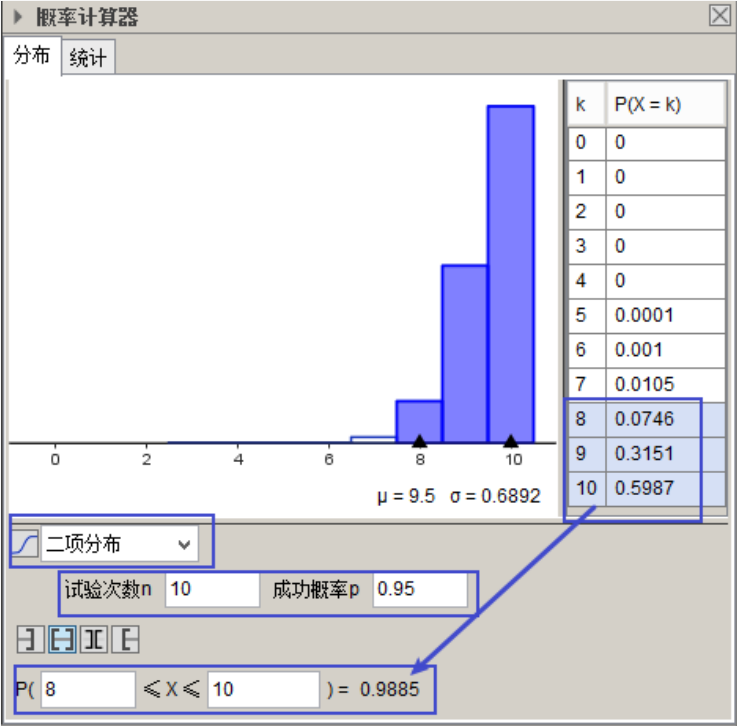 概率计算器
分布 统计
k P(X = k)
0 0
1 0
2 0
3 0
4 0
5 0.0001
6 0.001
7 0.0105
8 0.0746
9 0.3151
10 0.5987
0 2 4 6 8 10
μ = 9.5 σ = 0.6892
二项分布
试验次数n 10 成功概率p 0.95
P( 8 ≤ X ≤ 10 ) = 0.9885